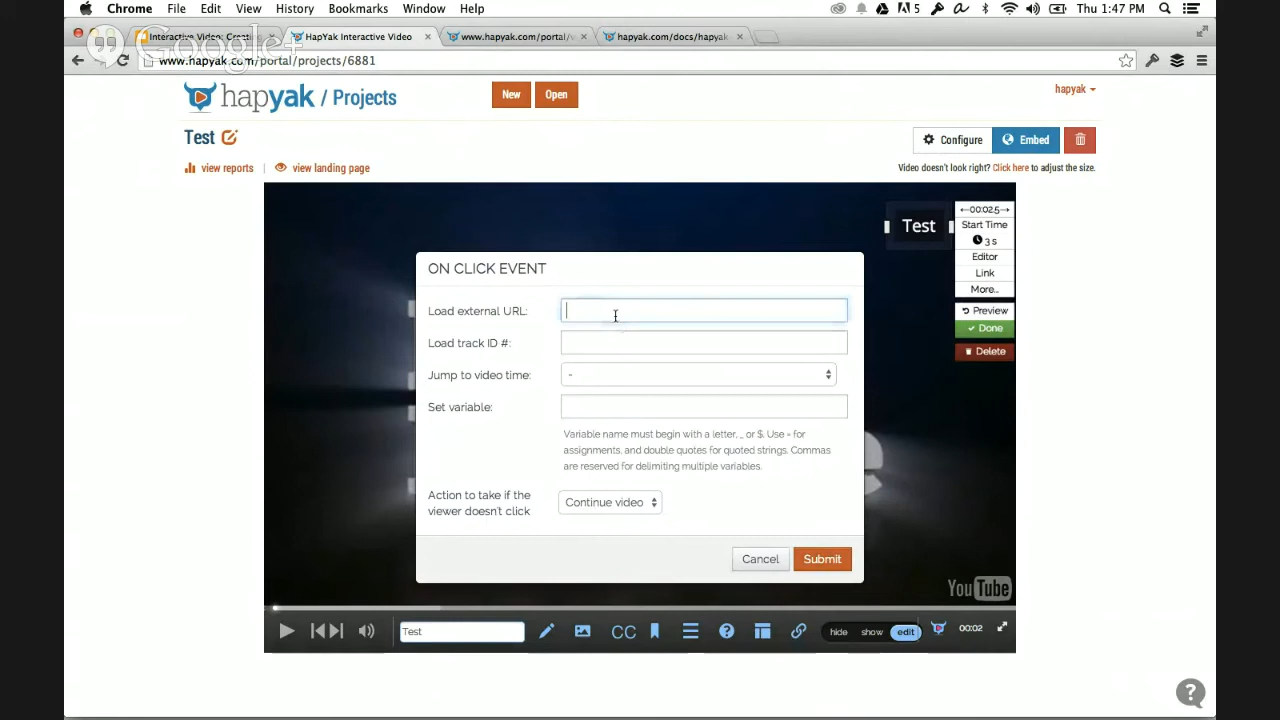 Chrome File Edit View History Bookmarks Window Help 5 Thu 1:47 PM
Google+
Interactive Video: Creatin HapYak Interactive Video www.hapyak.com/portal/v hapyak.com/docs/hapyak-
www.hapyak.com/portal/projects/6881
hapyak / Projects New Open hapyak
Test Configure Embed
view reports | view landing page Video doesn't look right? Click here to adjust the size.
Test
←00:02.5→
Start Time
3 s
Editor
Link
More...
Preview
Done
Delete
ON CLICK EVENT
Load external URL:
Load track ID #:
Jump to video time: -
Set variable:
Variable name must begin with a letter, _ or $. Use = for
assignments, and double quotes for quoted strings. Commas
are reserved for delimiting multiple variables.
Action to take if the
viewer doesn't click
Continue video
Cancel Submit
YouTube
Test CC ? hide show edit 00:02
?